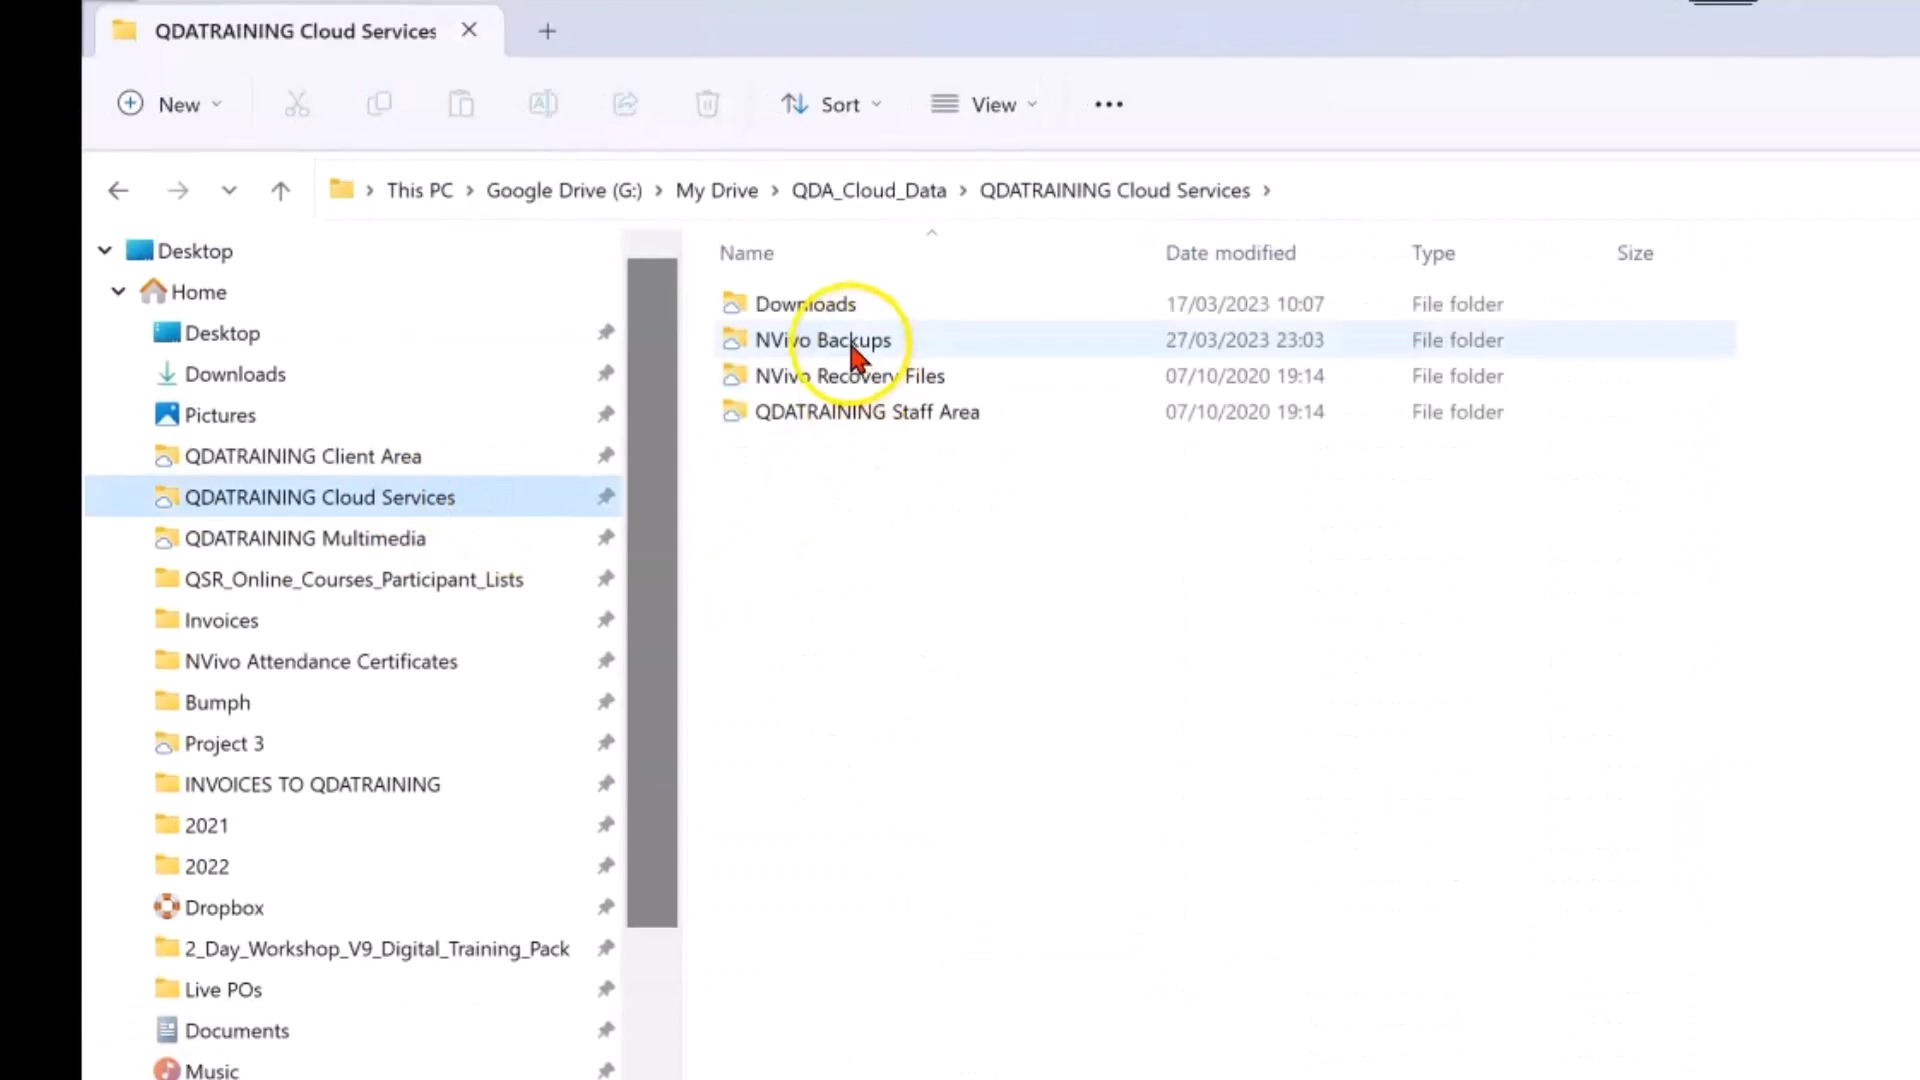 QDATRAINING Cloud Services
New
Sort
View
This PC > Google Drive (G:) > My Drive > QDA_Cloud_Data > QDATRAINING Cloud Services >
Desktop
Home
Desktop
Downloads
Pictures
QDATRAINING Client Area
QDATRAINING Cloud Services
QDATRAINING Multimedia
QSR_Online_Courses_Participant_Lists
Invoices
NVivo Attendance Certificates
Bumph
Project 3
INVOICES TO QDATRAINING
2021
2022
Dropbox
2_Day_Workshop_V9_Digital_Training_Pack
Live POs
Documents
Music
Name Date modified Type Size
Downloads 17/03/2023 10:07 File folder
NVivo Backups 27/03/2023 23:03 File folder
NVivo Recovery Files 07/10/2020 19:14 File folder
QDATRAINING Staff Area 07/10/2020 19:14 File folder